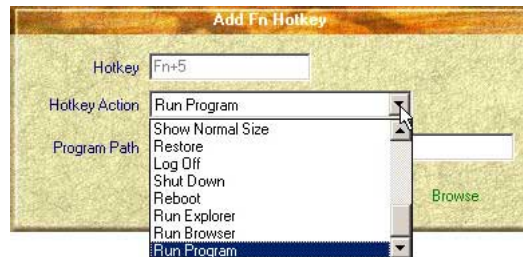 Add Fn Hotkey
Hotkey Fn+5
Hotkey Action Run Program
Show Normal Size
Restore
Program Path
Log Off
Shut Down
Reboot
Browse
Run Explorer
Run Browser
Run Program